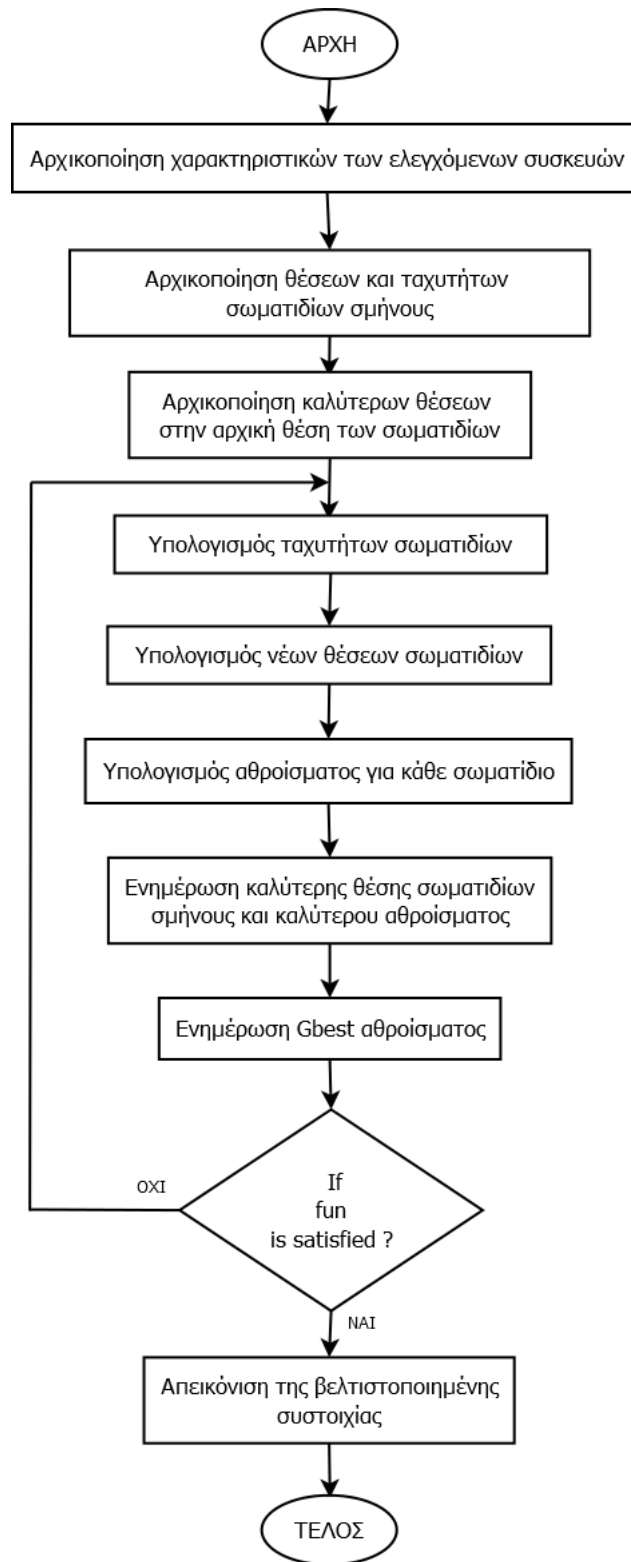 ΑΡΧΗ
Αρχικοποίηση χαρακτηριστικών των ελεγχόμενων συσκευών
Αρχικοποίηση θέσεων και ταχυτήτων
σωματιδίων σμήνους
Αρχικοποίηση καλύτερων θέσεων
στην αρχική θέση των σωματιδίων
Υπολογισμός ταχυτήτων σωματιδίων
Υπολογισμός νέων θέσεων σωματιδίων
Υπολογισμός αθροίσματος για κάθε σωματίδιο
Ενημέρωση καλύτερης θέσης σωματιδίων
σμήνους και καλύτερου αθροίσματος
Ενημέρωση Gbest αθροίσματος
ΟΧΙ
If
fun
is satisfied ?
ΝΑΙ
Απεικόνιση της βελτιστοποιημένης
συστοιχίας
ΤΕΛΟΣ